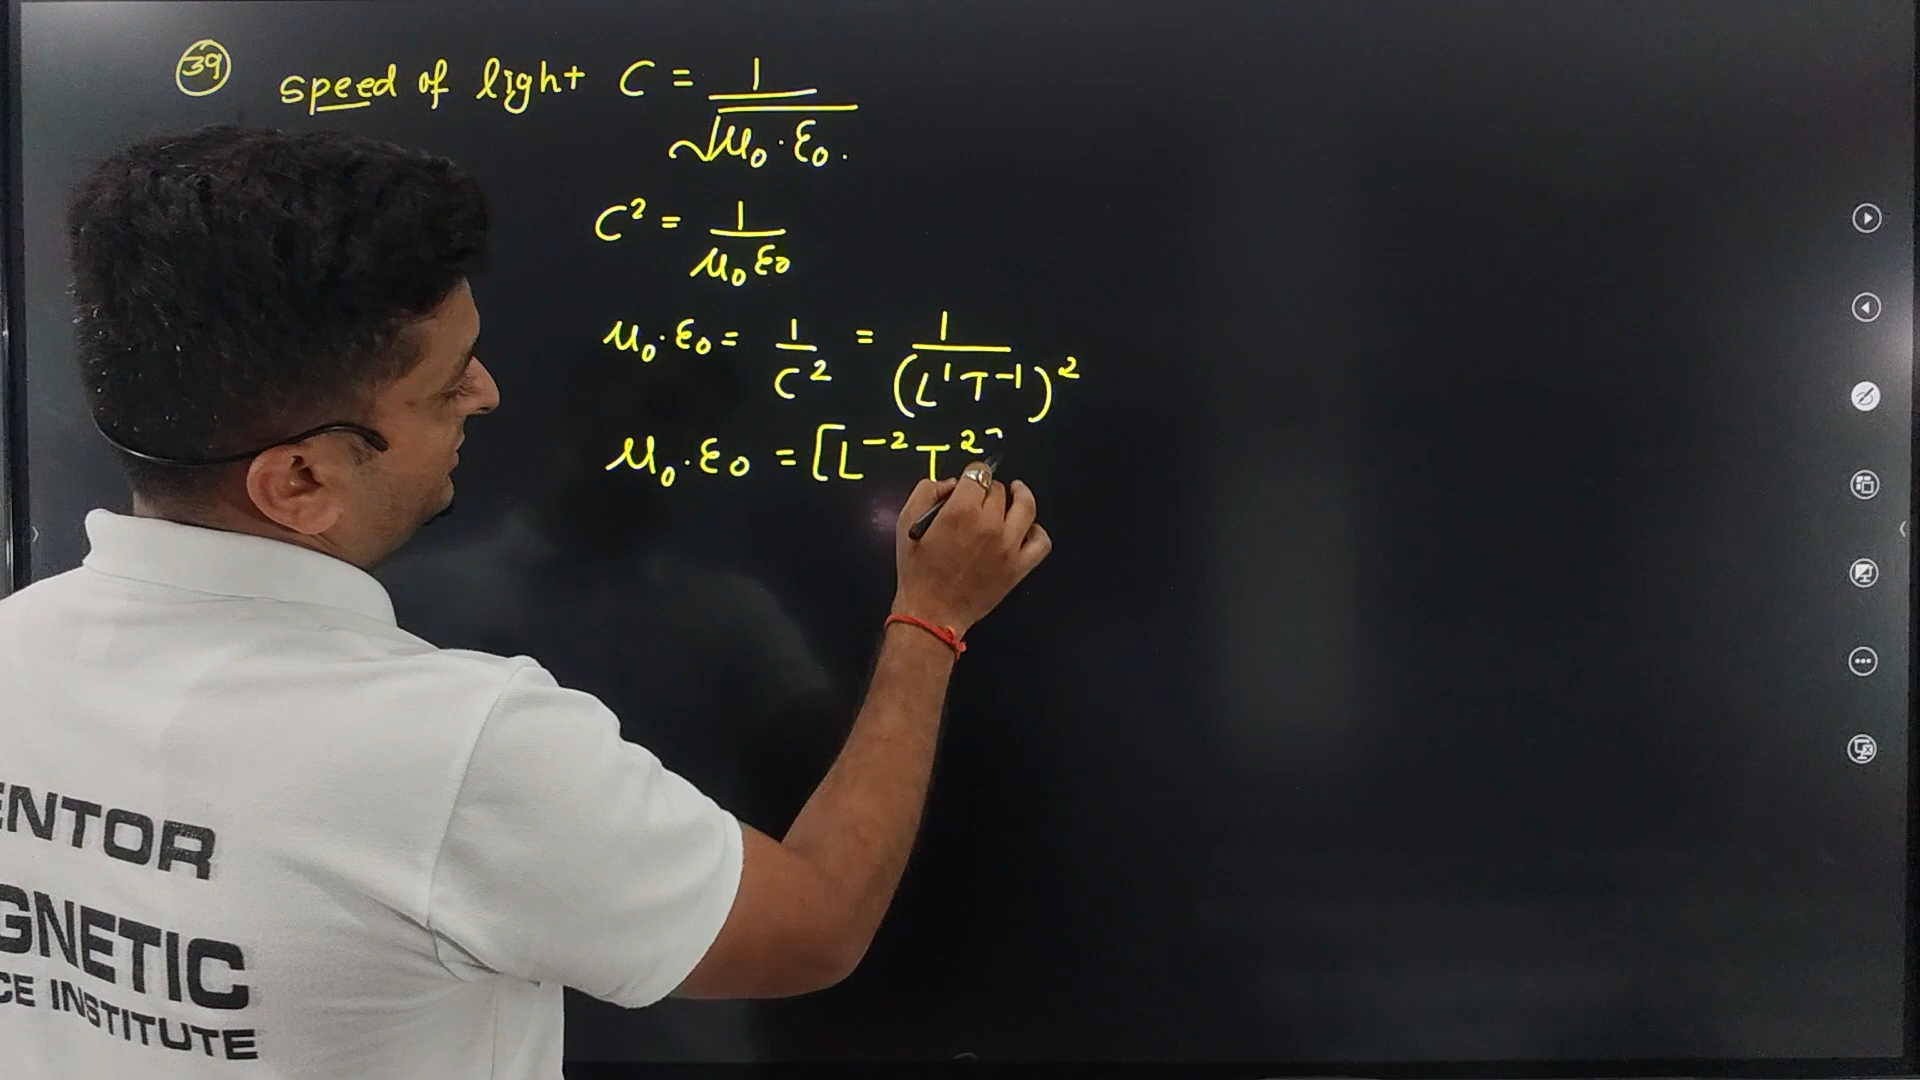 39 speed of light C = 1/√μ₀·ε₀.
C² = 1/μ₀ε₀
μ₀·ε₀ = 1/C² = 1/(L¹T⁻¹)²
μ₀·ε₀ = [L⁻²T²
ENTOR
GNETIC
CE INSTITUTE